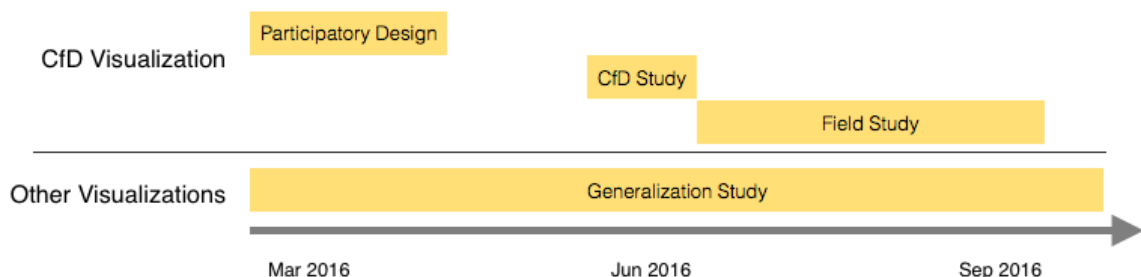 Participatory Design
CfD Visualization
CfD Study
Field Study
Other Visualizations
Generalization Study
Mar 2016
Jun 2016
Sep 2016